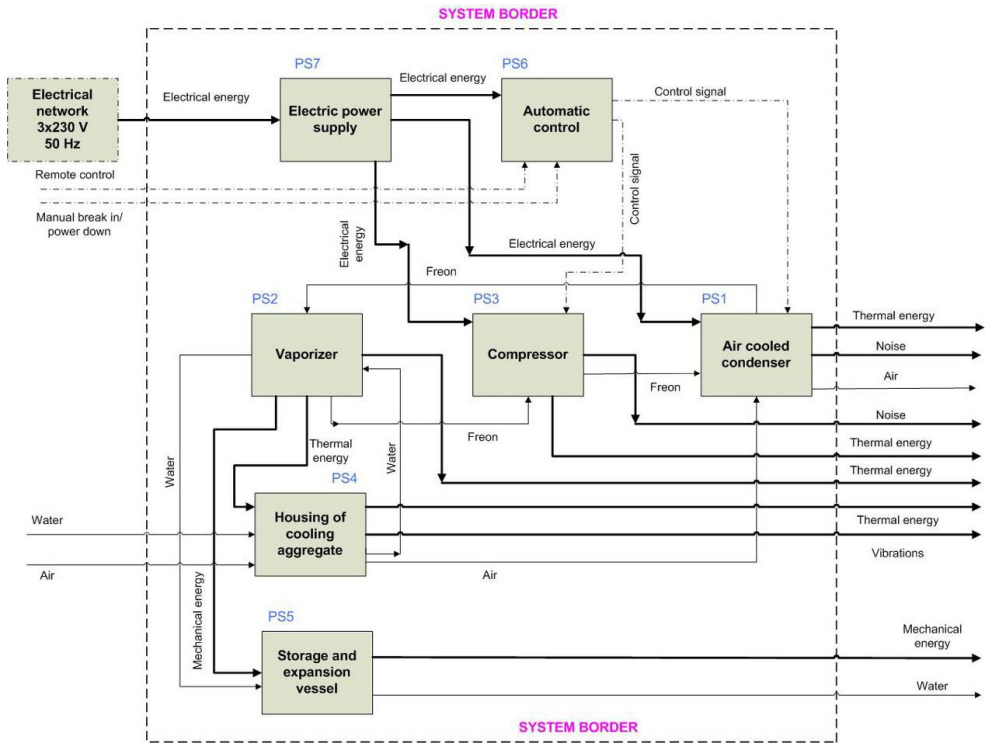 SYSTEM BORDER
PS7
PS6
Electrical
network
3x230 V
50 Hz
Electrical energy
Electric power
supply
Electrical energy
Automatic
control
Control signal
Remote control
Manual break in/
power down
Control signal
Electrical
energy
Electrical energy
Freon
PS2
PS3
PS1
Vaporizer
Compressor
Air cooled
condenser
Thermal energy
Noise
Air
Freon
Noise
Freon
Thermal
energy
Water
Water
Thermal energy
Thermal energy
PS4
Housing of
cooling
aggregate
Water
Air
Thermal energy
Vibrations
Air
Mechanical energy
PS5
Storage and
expansion
vessel
Mechanical
energy
Water
SYSTEM BORDER